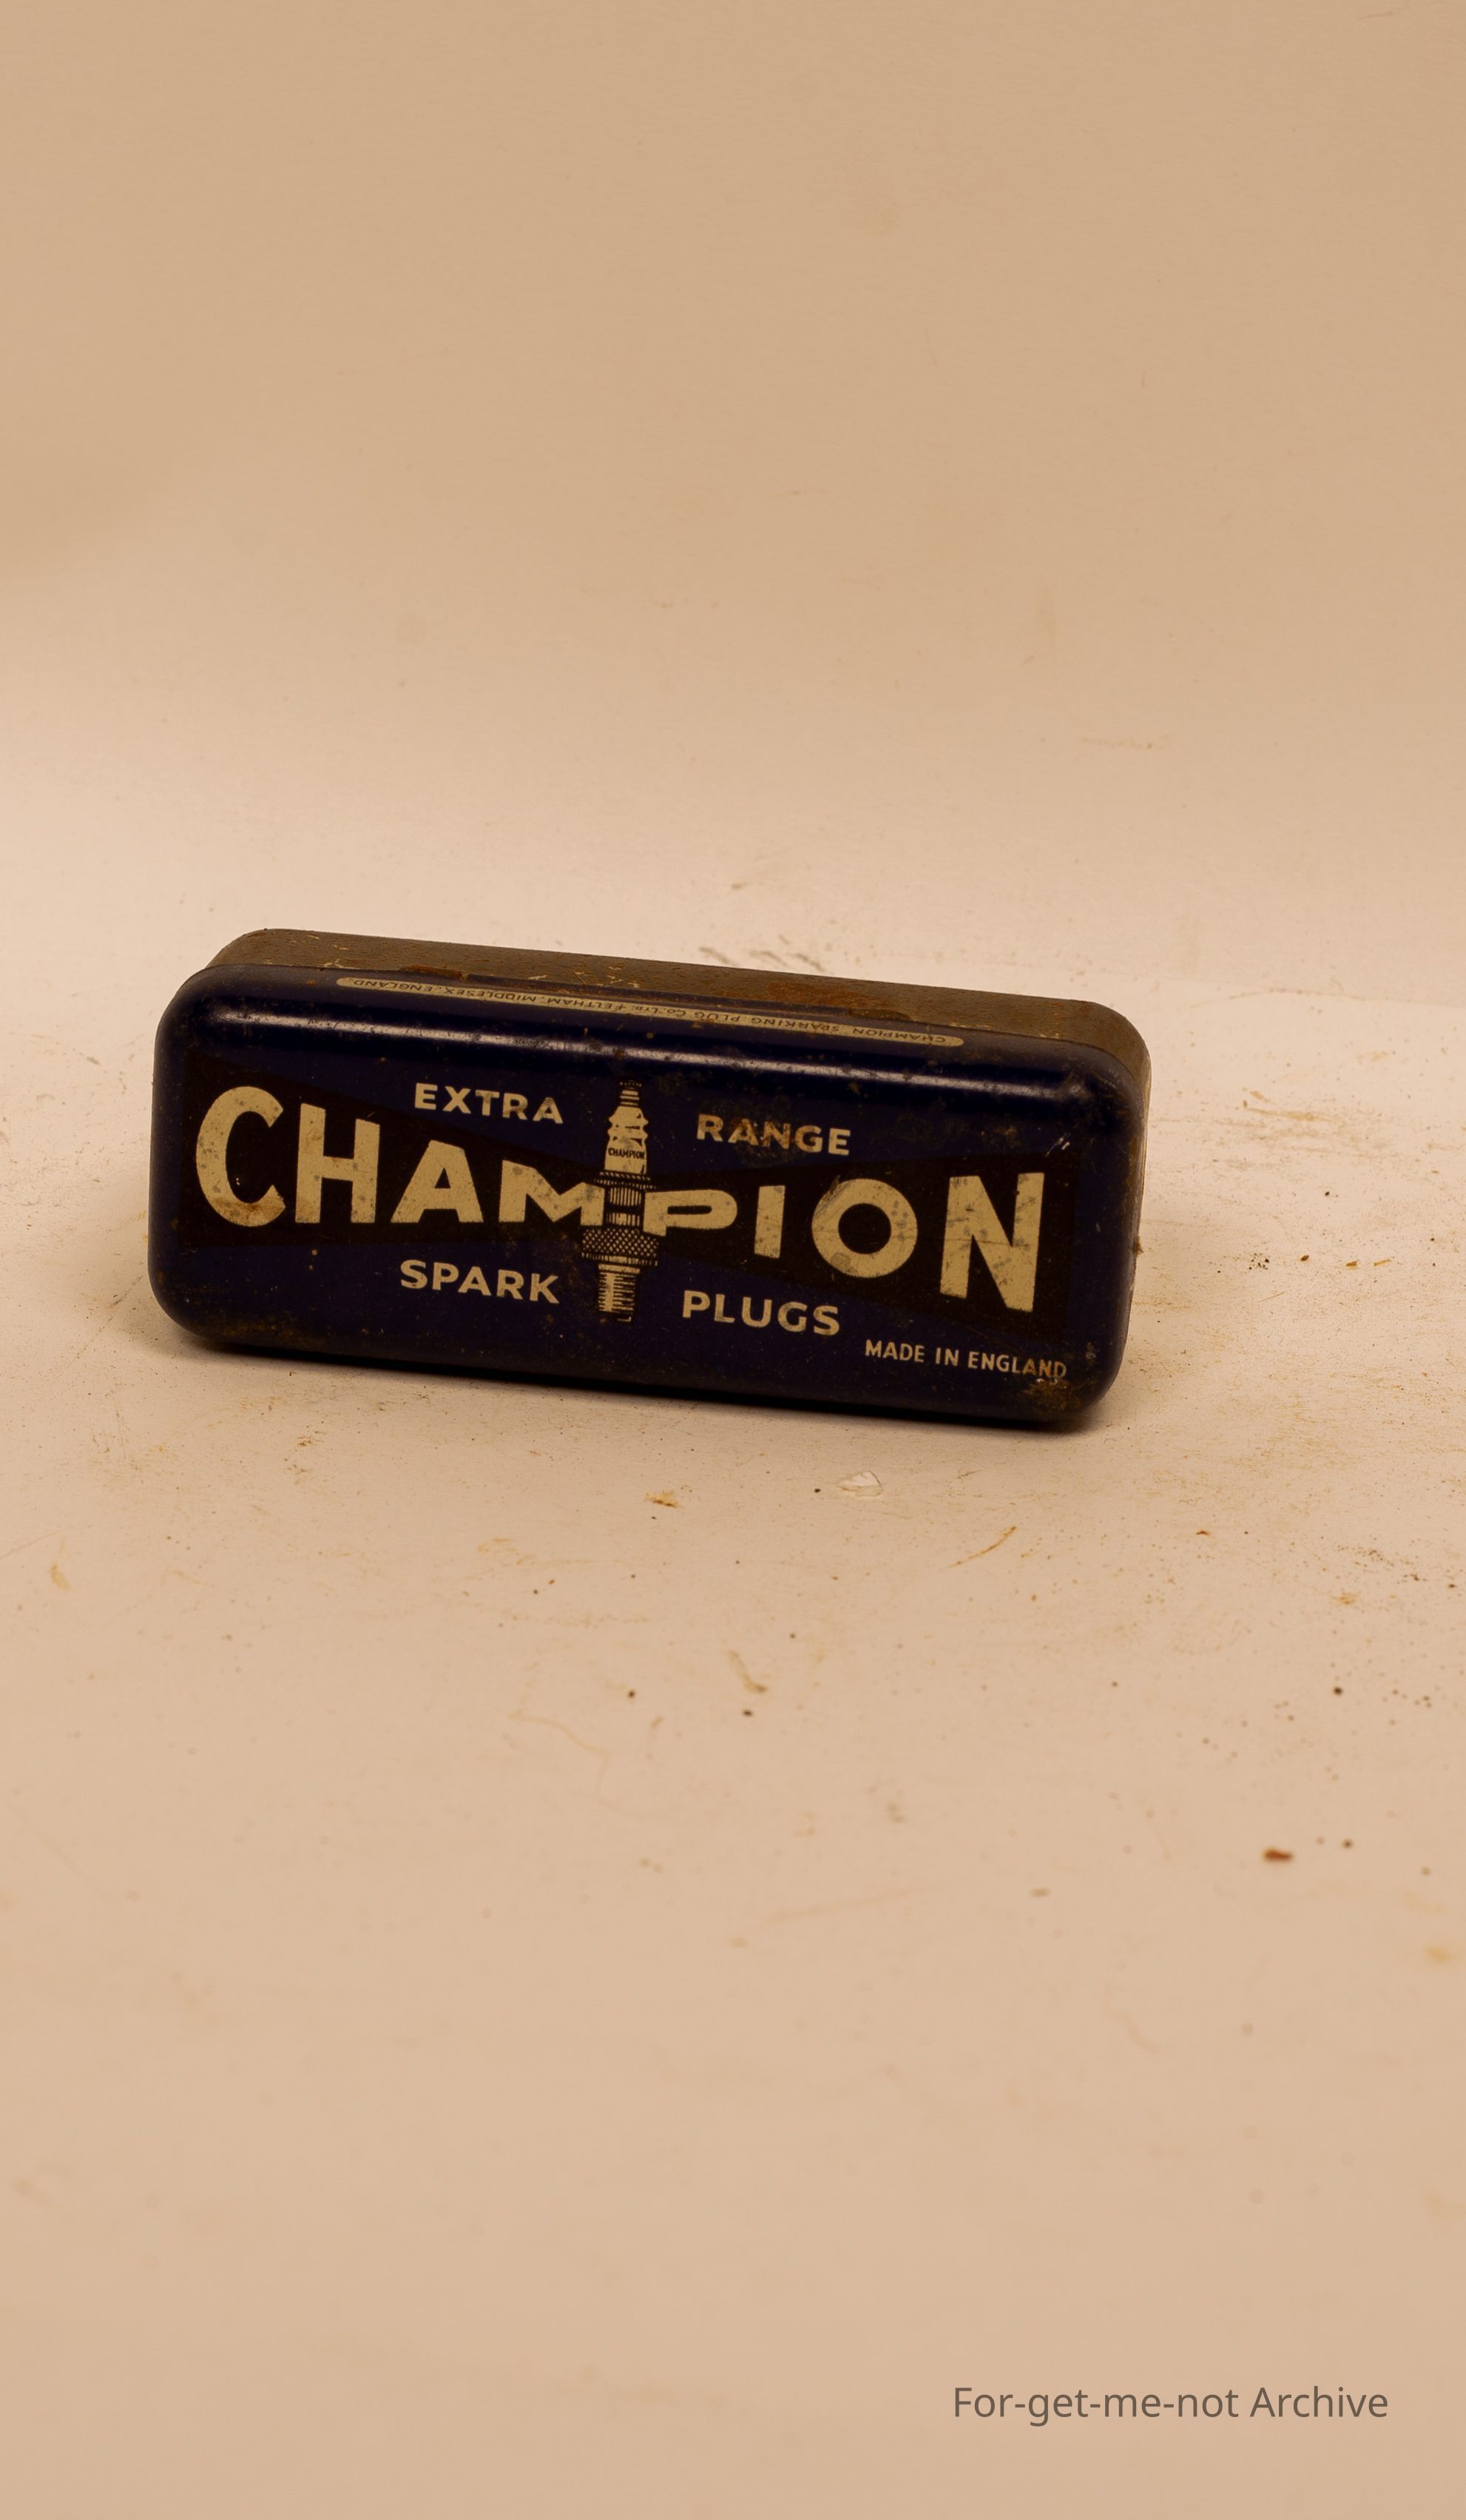 CHAMPION SPARKING PLUG Co. LTD. FELTHAM, MIDDLESEX, ENGLAND.
EXTRA RANGE
CHAMPION
CHAMPION
SPARK PLUGS
MADE IN ENGLAND
For-get-me-not Archive